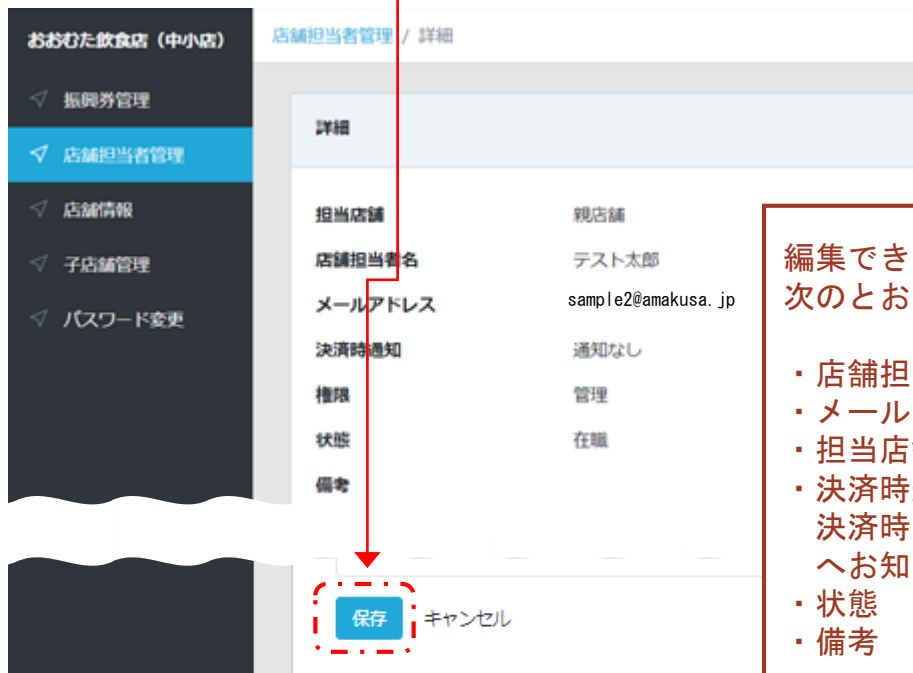 おおむた飲食店（中小店）
振興券管理
店舗担当者管理
店舗情報
子店舗管理
パスワード変更
店舗担当者管理 / 詳細
詳細
担当店舗 親店舗
店舗担当者名 テスト太郎
メールアドレス sample2@amakusa.jp
決済時通知 通知なし
権限 管理
状態 在職
備考
保存 キャンセル
編集でき
次のとお
・店舗担
・メール
・担当店
・決済時
決済時
へお知
・状態
・備考